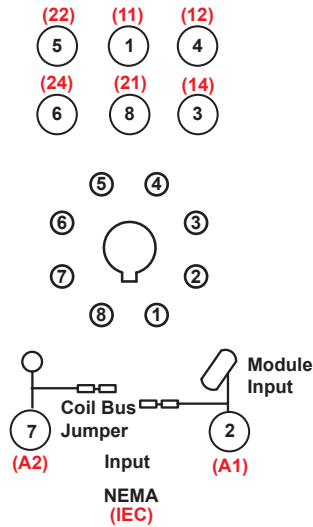 (22) (11) (12)
5 1 4
(24) (21) (14)
6 8 3
5 4
6 3
7 2
8 1
Module
Input
Coil Bus
Jumper
7 2
(A2) Input (A1)
NEMA
(IEC)